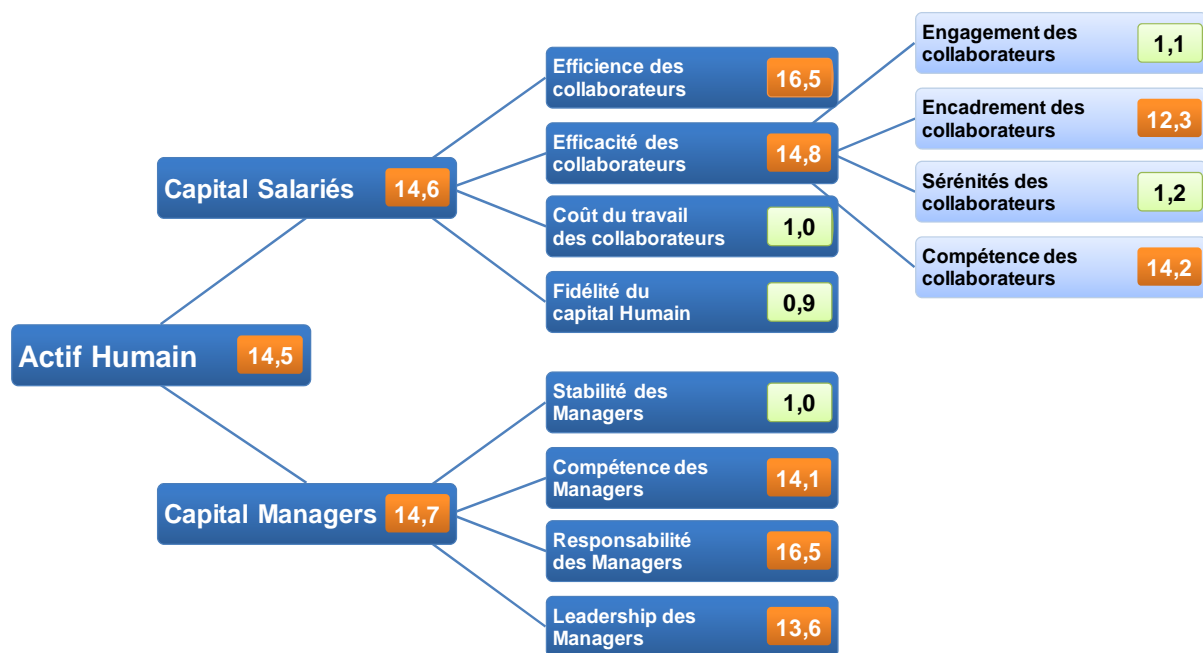 Actif Humain
14,5
Capital Salariés
14,6
Efficience des
collaborateurs
16,5
Efficacité des
collaborateurs
14,8
Engagement des
collaborateurs
1,1
Encadrement des
collaborateurs
12,3
Sérénités des
collaborateurs
1,2
Compétence des
collaborateurs
14,2
Coût du travail
des collaborateurs
1,0
Fidélité du
capital Humain
0,9
Capital Managers
14,7
Stabilité des
Managers
1,0
Compétence des
Managers
14,1
Responsabilité
des Managers
16,5
Leadership des
Managers
13,6